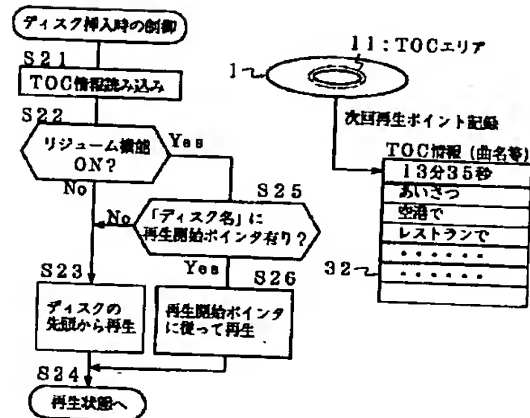 ディスク挿入時の制御
S21
TOC情報読み込み
S22
リジューム機能
ON?
Yes
No
S25
「ディスク名」に
再生開始ポインタ有り?
No
Yes
S23
ディスクの
先頭から再生
S26
再生開始ポインタ
に従って再生
S24
再生状態へ
11:TOCエリア
1
次回再生ポイント記録
TOC情報(曲名等)
13分35秒
あいさつ
空港で
レストランで
・・・・・・
・・・・・・
32